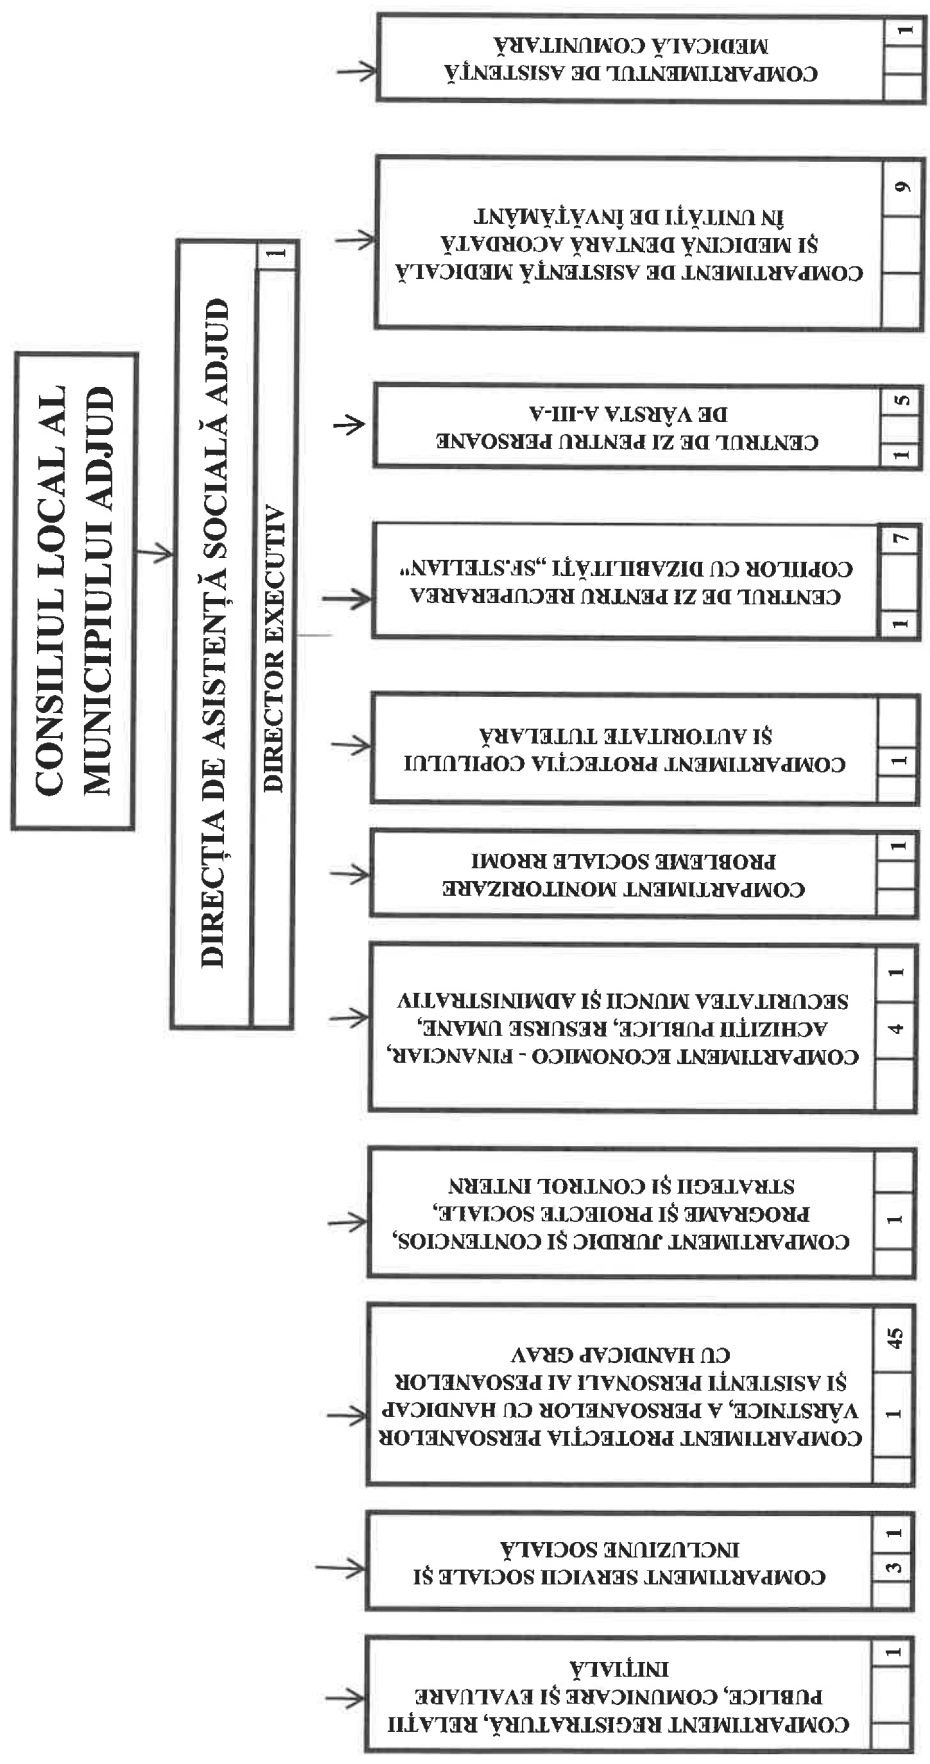 CONSILIUL LOCAL AL
MUNICIPIULUI ADJUD
DIRECȚIA DE ASISTENȚĂ SOCIALĂ ADJUD
DIRECTOR EXECUTIV
1
COMPARTIMENT REGISTRATURĂ, RELAȚII
PUBLICE, COMUNICARE ȘI EVALUARE
INIȚIALĂ
1
COMPARTIMENT SERVICII SOCIALE ȘI
INCLUZIUNE SOCIALĂ
3 1
COMPARTIMENT PROTECȚIA PERSOANELOR
VÂRSTNICE, A PERSOANELOR CU HANDICAP
ȘI ASISTENȚI PERSONALI AI PESOANELOR
CU HANDICAP GRAV
1 45
COMPARTIMENT JURIDIC ȘI CONTENCIOS,
PROGRAME ȘI PROIECTE SOCIALE,
STRATEGII ȘI CONTROL INTERN
1
COMPARTIMENT ECONOMICO - FINANCIAR,
ACHIZIȚII PUBLICE, RESURSE UMANE,
SECURITATEA MUNCII ȘI ADMINISTRATIV
4 1
COMPARTIMENT MONITORIZARE
PROBLEME SOCIALE RROMI
1
COMPARTIMENT PROTECȚIA COPILULUI
ȘI AUTORITATE TUTELARĂ
1
CENTRUL DE ZI PENTRU RECUPERAREA
COPIILOR CU DIZABILITĂȚI „SF.STELIAN"
1 7
CENTRUL DE ZI PENTRU PERSOANE
DE VÂRSTA A-III-A
1 5
COMPARTIMENT DE ASISTENȚĂ MEDICALĂ
ȘI MEDICINĂ DENTARĂ ACORDATĂ
ÎN UNITĂȚI DE ÎNVĂȚĂMÂNT
9
COMPARTIMENTUL DE ASISTENȚĂ
MEDICALĂ COMUNITARĂ
1